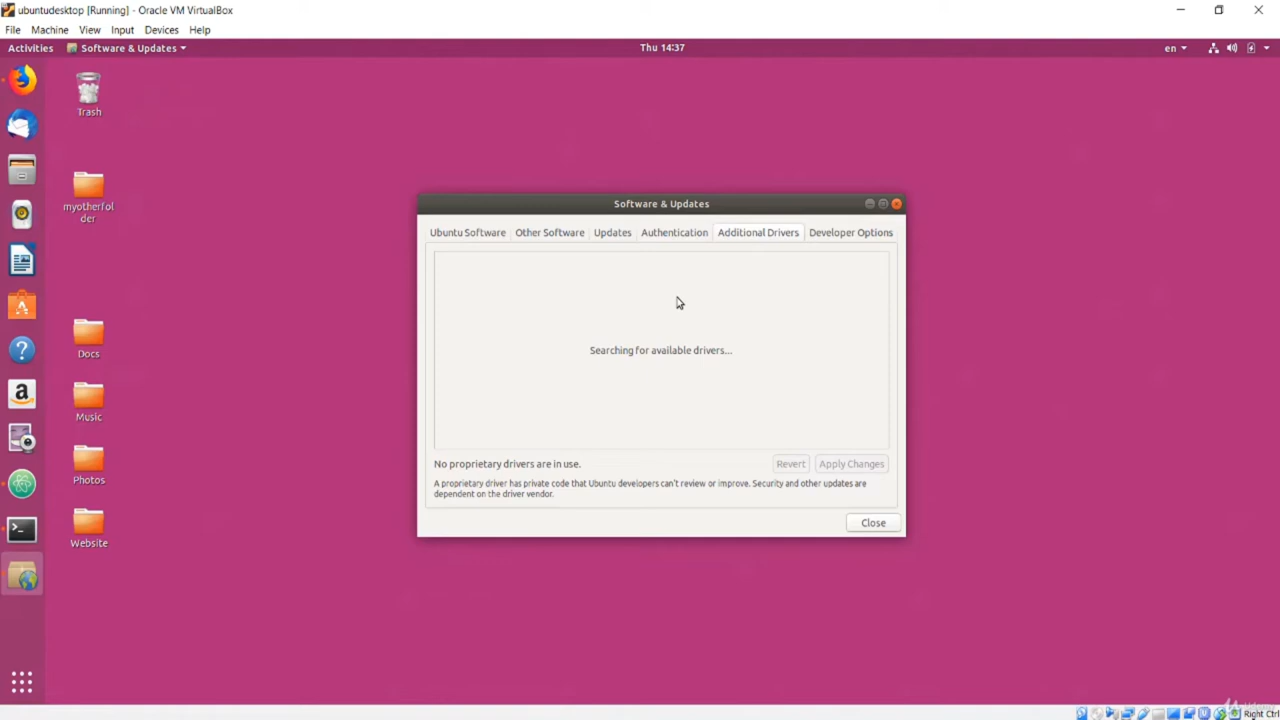 ubuntudesktop [Running] - Oracle VM VirtualBox
File Machine View Input Devices Help
Activities Software & Updates Thu 14:37 en
Trash
myotherfol
der
Docs
Music
Photos
Website
Software & Updates
Ubuntu Software Other Software Updates Authentication Additional Drivers Developer Options
Searching for available drivers...
No proprietary drivers are in use. Revert Apply Changes
A proprietary driver has private code that Ubuntu developers can't review or improve. Security and other updates are
dependent on the driver vendor.
Close
Right Ctrl